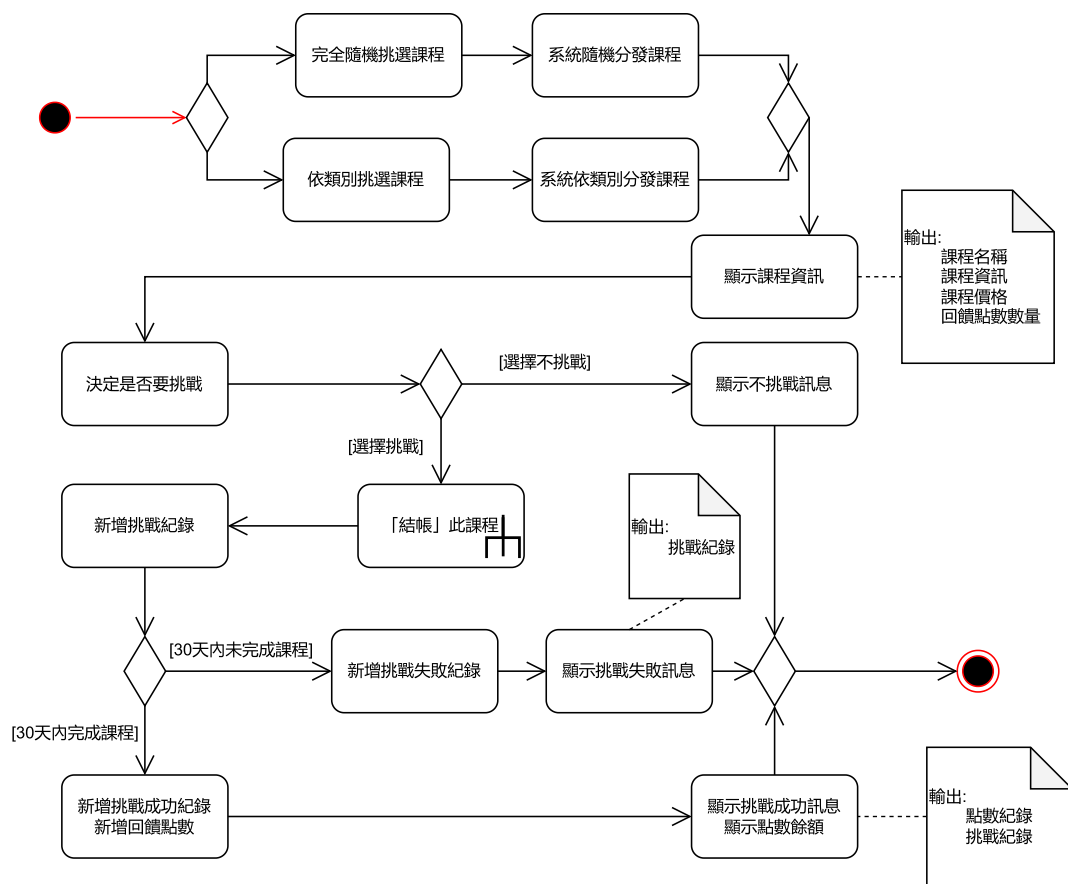 完全隨機挑選課程
系統隨機分發課程
依類別挑選課程
系統依類別分發課程
顯示課程資訊
輸出:
課程名稱
課程資訊
課程價格
回饋點數數量
決定是否要挑戰
[選擇不挑戰]
顯示不挑戰訊息
[選擇挑戰]
新增挑戰紀錄
「結帳」此課程
輸出:
挑戰紀錄
[30天內未完成課程]
新增挑戰失敗紀錄
顯示挑戰失敗訊息
[30天內完成課程]
新增挑戰成功紀錄
新增回饋點數
顯示挑戰成功訊息
顯示點數餘額
輸出:
點數紀錄
挑戰紀錄